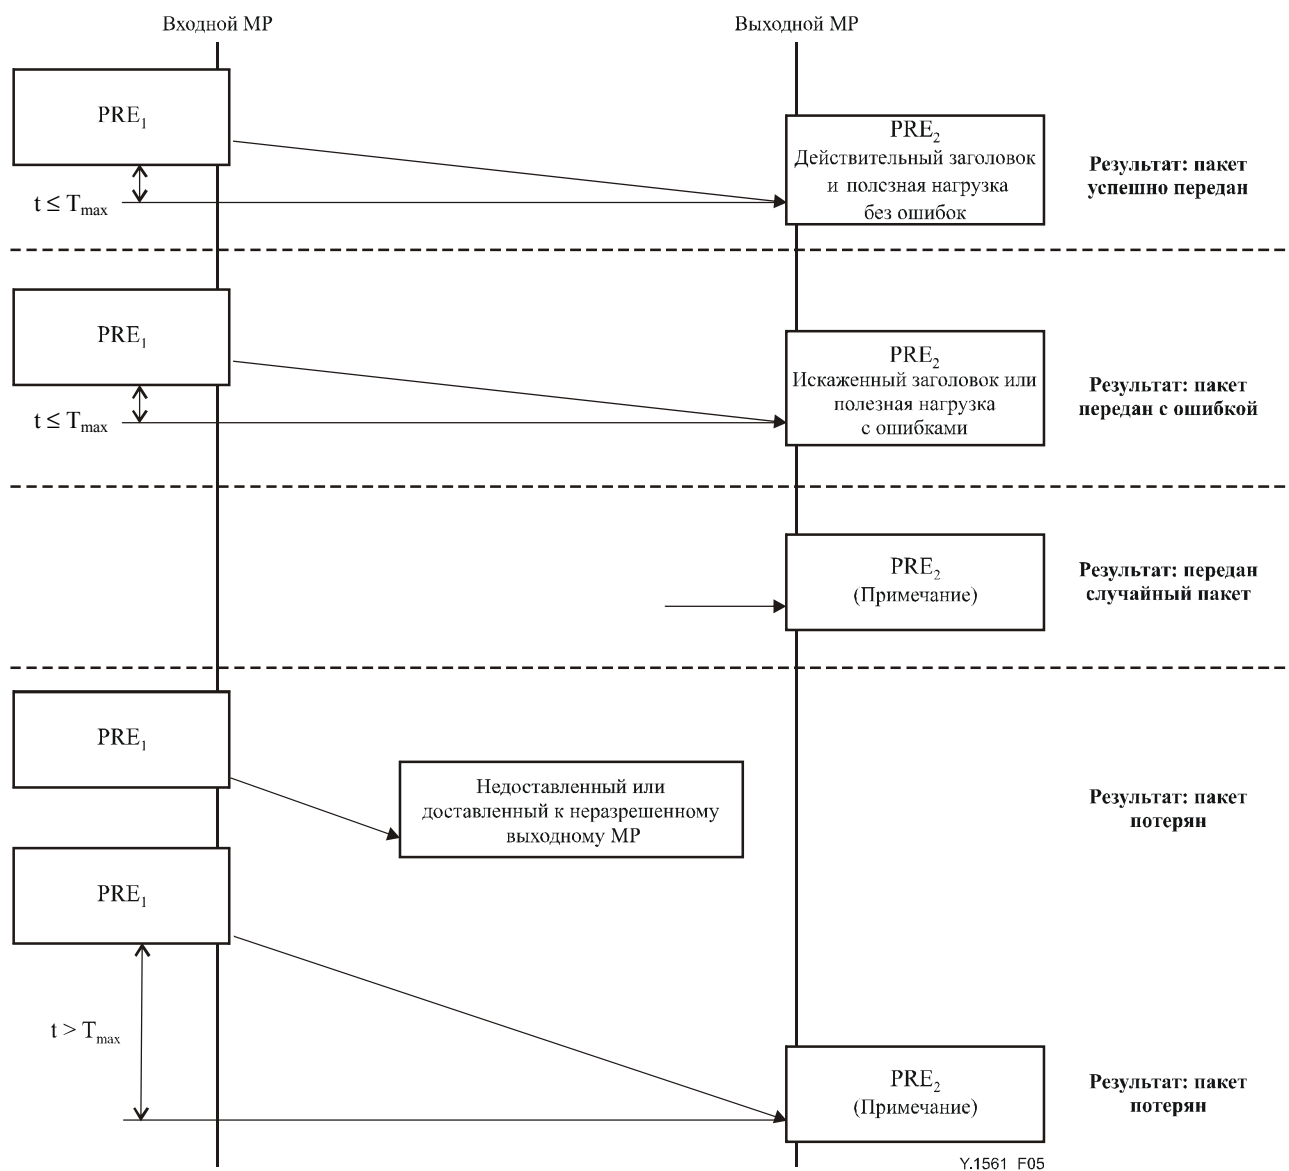 Входной MP
Выходной MP
PRE₁
PRE₂
Действительный заголовок
и полезная нагрузка
без ошибок
Результат: пакет
успешно передан
t ≤ Tmax
PRE₁
PRE₂
Искаженный заголовок или
полезная нагрузка
с ошибками
Результат: пакет
передан с ошибкой
t ≤ Tmax
PRE₂
(Примечание)
Результат: передан
случайный пакет
PRE₁
Недоставленный или
доставленный к неразрешенному
выходному MP
Результат: пакет
потерян
PRE₁
t > Tmax
PRE₂
(Примечание)
Результат: пакет
потерян
Y.1561_F05